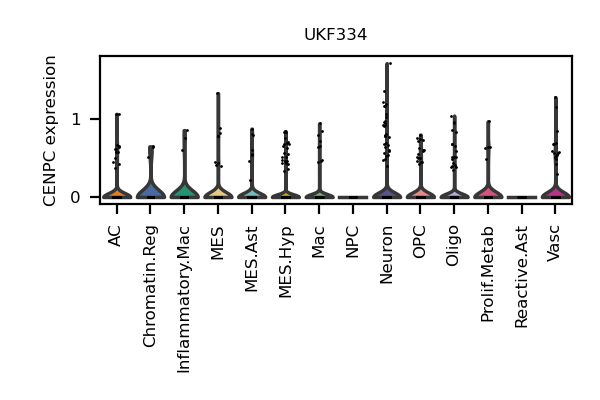 UKF334
CENPC expression
1
0
AC
Chromatin.Reg
Inflammatory.Mac
MES
MES.Ast
MES.Hyp
Mac
NPC
Neuron
OPC
Oligo
Prolif.Metab
Reactive.Ast
Vasc